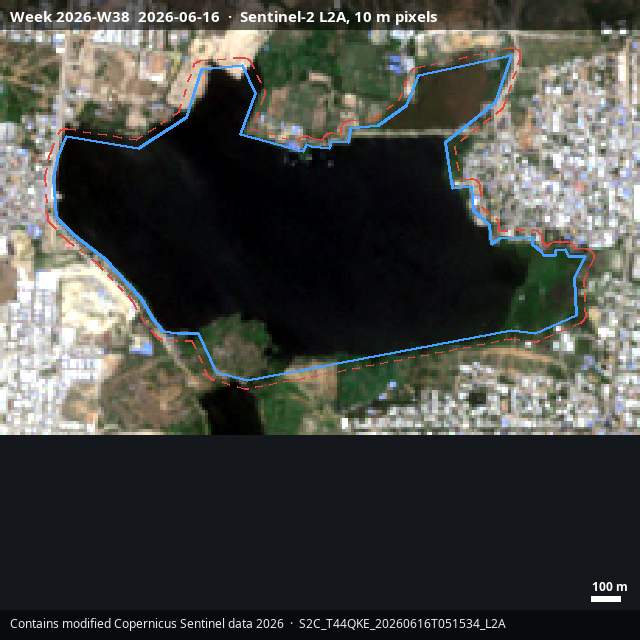 Week 2026-W38 2026-06-16 · Sentinel-2 L2A, 10 m pixels
100 m
Contains modified Copernicus Sentinel data 2026 · S2C_T44QKE_20260616T051534_L2A